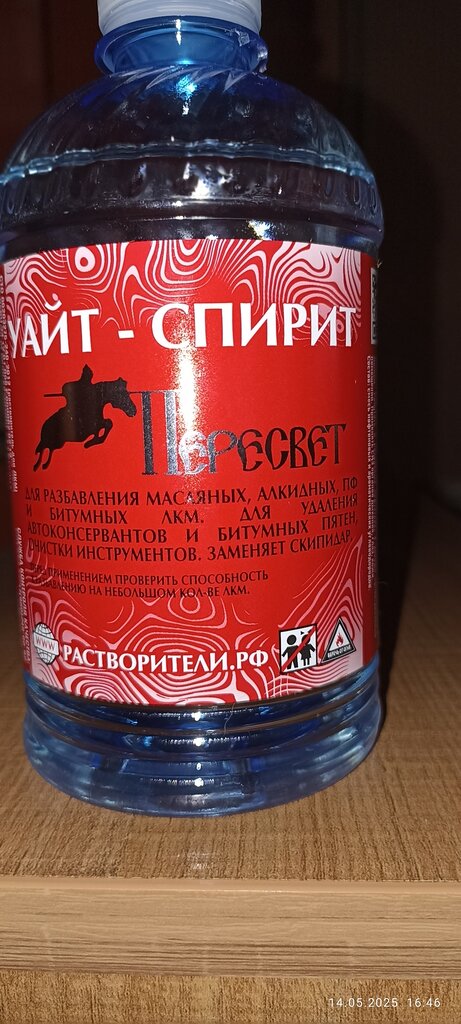 УАЙТ - СПИРИТ
ПЕРЕСВЕТ
ДЛЯ РАЗБАВЛЕНИЯ МАСЛЯНЫХ, АЛКИДНЫХ, ПФ
И БИТУМНЫХ ЛКМ. ДЛЯ УДАЛЕНИЯ
АВТОКОНСЕРВАНТОВ И БИТУМНЫХ ПЯТЕН,
ОЧИСТКИ ИНСТРУМЕНТОВ. ЗАМЕНЯЕТ СКИПИДАР.
ПРИМЕНЕНИЕМ ПРОВЕРИТЬ СПОСОБНОСТЬ
НА НЕБОЛЬШОМ КОЛ-ВЕ ЛКМ.
WWW
РАСТВОРИТЕЛИ.РФ
14.05.2025 16:46